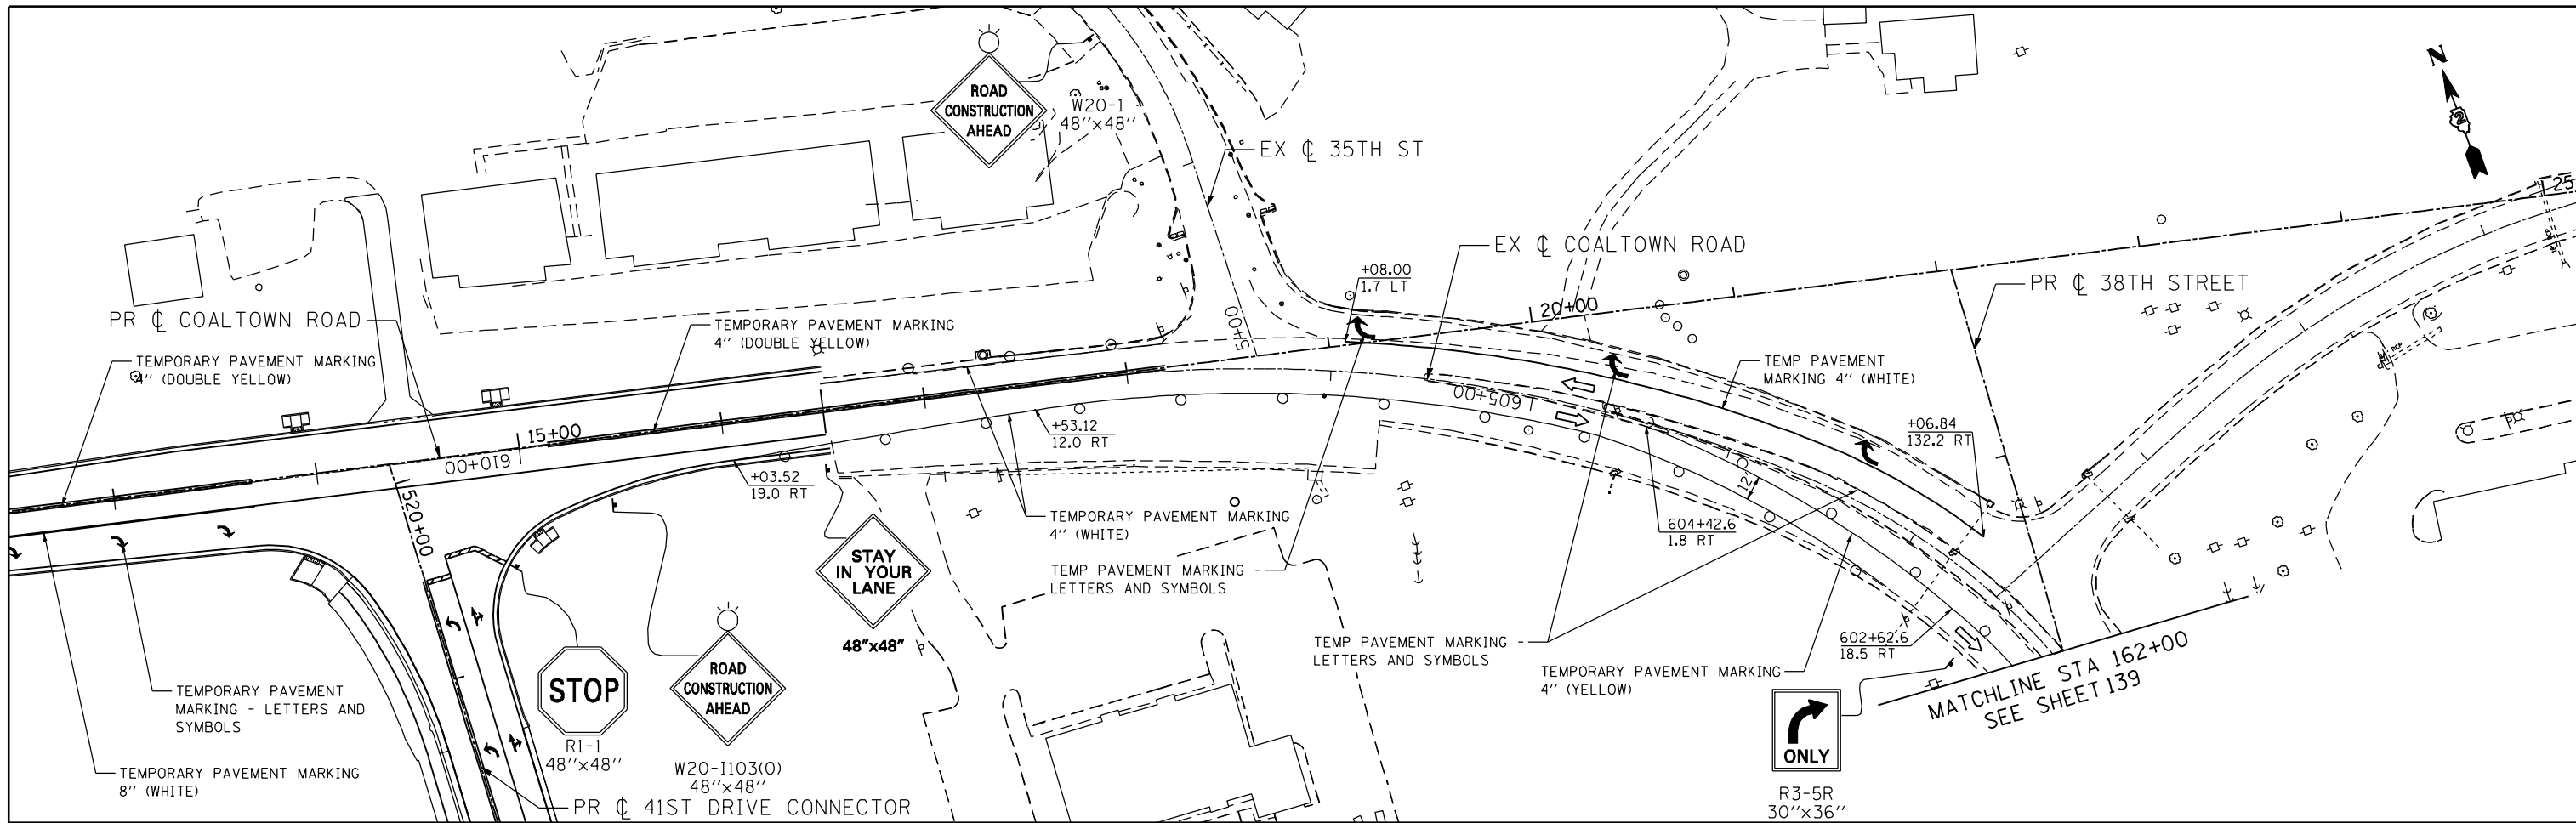 ROAD
CONSTRUCTION
AHEAD
W20-1
48''x48''
EX ℄ 35TH ST
N
2
25
EX ℄ COALTOWN ROAD
+08.00
1.7 LT
20+00
PR ℄ 38TH STREET
PR ℄ COALTOWN ROAD
TEMPORARY PAVEMENT MARKING
4'' (DOUBLE YELLOW)
TEMPORARY PAVEMENT MARKING
4'' (DOUBLE YELLOW)
5+00
TEMP PAVEMENT
MARKING 4'' (WHITE)
605+00
15+00
610+00
+53.12
12.0 RT
+06.84
132.2 RT
+03.52
19.0 RT
520+00
12'
604+42.6
1.8 RT
TEMPORARY PAVEMENT MARKING
4'' (WHITE)
STAY
IN YOUR
LANE
48"x48"
TEMP PAVEMENT MARKING -
LETTERS AND SYMBOLS
TEMP PAVEMENT MARKING -
LETTERS AND SYMBOLS
602+62.6
18.5 RT
TEMPORARY PAVEMENT MARKING
4'' (YELLOW)
MATCHLINE STA 162+00
SEE SHEET 139
TEMPORARY PAVEMENT
MARKING - LETTERS AND
SYMBOLS
STOP
R1-1
48''x48''
ROAD
CONSTRUCTION
AHEAD
W20-I103(O)
48''x48''
ONLY
R3-5R
30''x36''
TEMPORARY PAVEMENT MARKING
8'' (WHITE)
PR ℄ 41ST DRIVE CONNECTOR